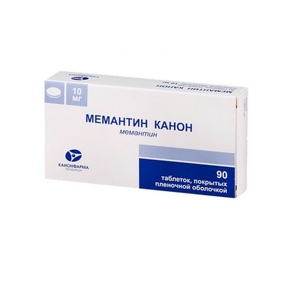 10 мг
МЕМАНТИН КАНОН
мемантин
КАНОНФАРМА
90
таблеток, покрытых
пленочной оболочкой